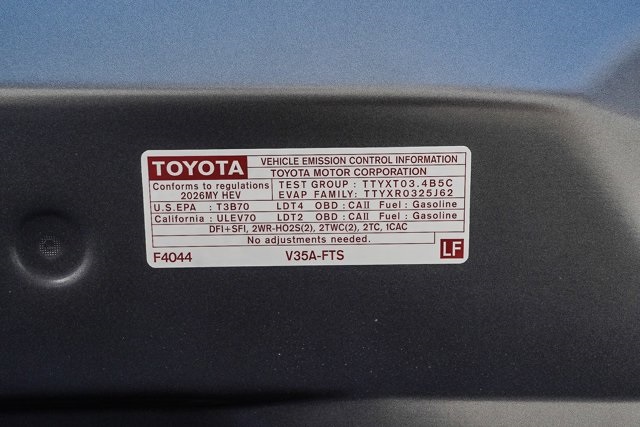 TOYOTA
VEHICLE EMISSION CONTROL INFORMATION
TOYOTA MOTOR CORPORATION
Conforms to regulations
2026MY HEV
TEST GROUP : TTYXT03.4B5C
EVAP FAMILY: TTYXR0325J62
U.S.EPA : T3B70 LDT4 OBD : CAII Fuel : Gasoline
California : ULEV70 LDT2 OBD : CAII Fuel : Gasoline
DFI+SFI, 2WR-HO2S(2), 2TWC(2), 2TC, 1CAC
No adjustments needed.
F4044 V35A-FTS LF